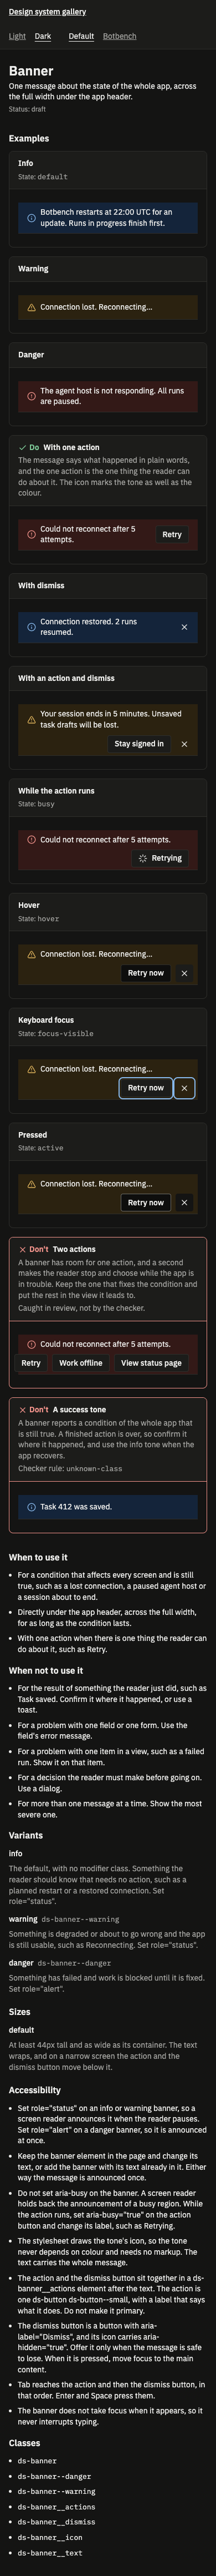 Design system gallery
Light Dark Default Botbench
Banner
One message about the state of the whole app, across
the full width under the app header.
Status: draft
Examples
Info
State: default
Botbench restarts at 22:00 UTC for an
update. Runs in progress finish first.
Warning
Connection lost. Reconnecting…
Danger
The agent host is not responding. All runs
are paused.
Do With one action
The message says what happened in plain words,
and the one action is the one thing the reader can
do about it. The icon marks the tone as well as the
colour.
Could not reconnect after 5
attempts.
Retry
With dismiss
Connection restored. 2 runs
resumed.
With an action and dismiss
Your session ends in 5 minutes. Unsaved
task drafts will be lost.
Stay signed in
While the action runs
State: busy
Could not reconnect after 5 attempts.
Retrying
Hover
State: hover
Connection lost. Reconnecting…
Retry now
Keyboard focus
State: focus-visible
Connection lost. Reconnecting…
Retry now
Pressed
State: active
Connection lost. Reconnecting…
Retry now
Don't Two actions
A banner has room for one action, and a second
makes the reader stop and choose while the app is
in trouble. Keep the one that fixes the condition and
put the rest in the view it leads to.
Caught in review, not by the checker.
Could not reconnect after 5 attempts.
Retry Work offline View status page
Don't A success tone
A banner reports a condition of the whole app that
is still true. A finished action is over, so confirm it
where it happened, and use the info tone when the
app recovers.
Checker rule: unknown-class
Task 412 was saved.
When to use it
For a condition that affects every screen and is still
true, such as a lost connection, a paused agent host or
a session about to end.
Directly under the app header, across the full width,
for as long as the condition lasts.
With one action when there is one thing the reader can
do about it, such as Retry.
When not to use it
For the result of something the reader just did, such as
Task saved. Confirm it where it happened, or use a
toast.
For a problem with one field or one form. Use the
field's error message.
For a problem with one item in a view, such as a failed
run. Show it on that item.
For a decision the reader must make before going on.
Use a dialog.
For more than one message at a time. Show the most
severe one.
Variants
info
The default, with no modifier class. Something the
reader should know that needs no action, such as a
planned restart or a restored connection. Set
role="status".
warning ds-banner--warning
Something is degraded or about to go wrong and the app
is still usable, such as Reconnecting. Set role="status".
danger ds-banner--danger
Something has failed and work is blocked until it is fixed.
Set role="alert".
Sizes
default
At least 44px tall and as wide as its container. The text
wraps, and on a narrow screen the action and the
dismiss button move below it.
Accessibility
Set role="status" on an info or warning banner, so a
screen reader announces it when the reader pauses.
Set role="alert" on a danger banner, so it is announced
at once.
Keep the banner element in the page and change its
text, or add the banner with its text already in it. Either
way the message is announced once.
Do not set aria-busy on the banner. A screen reader
holds back the announcement of a busy region. While
the action runs, set aria-busy="true" on the action
button and change its label, such as Retrying.
The stylesheet draws the tone's icon, so the tone
never depends on colour and needs no markup. The
text carries the whole message.
The action and the dismiss button sit together in a ds-
banner__actions element after the text. The action is
one ds-button ds-button--small, with a label that says
what it does. Do not make it primary.
The dismiss button is a button with aria-
label="Dismiss", and its icon carries aria-
hidden="true". Offer it only when the message is safe
to lose. When it is pressed, move focus to the main
content.
Tab reaches the action and then the dismiss button, in
that order. Enter and Space press them.
The banner does not take focus when it appears, so it
never interrupts typing.
Classes
ds-banner
ds-banner--danger
ds-banner--warning
ds-banner__actions
ds-banner__dismiss
ds-banner__icon
ds-banner__text